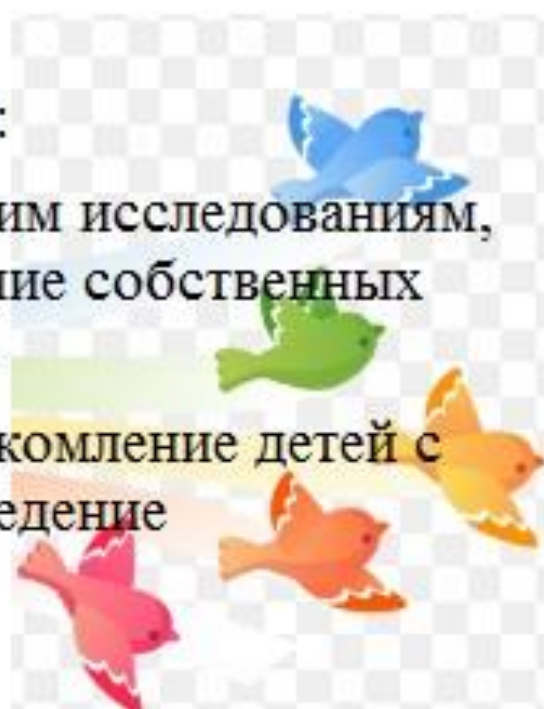 :
им исследованиям,
ние собственных
комление детей с
едение